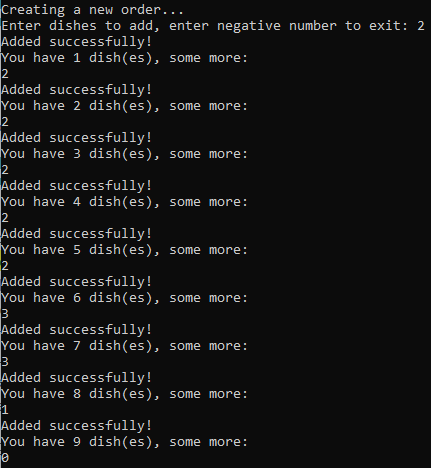 Creating a new order...
Enter dishes to add, enter negative number to exit: 2
Added successfully!
You have 1 dish(es), some more:
2
Added successfully!
You have 2 dish(es), some more:
2
Added successfully!
You have 3 dish(es), some more:
2
Added successfully!
You have 4 dish(es), some more:
2
Added successfully!
You have 5 dish(es), some more:
2
Added successfully!
You have 6 dish(es), some more:
3
Added successfully!
You have 7 dish(es), some more:
3
Added successfully!
You have 8 dish(es), some more:
1
Added successfully!
You have 9 dish(es), some more:
0